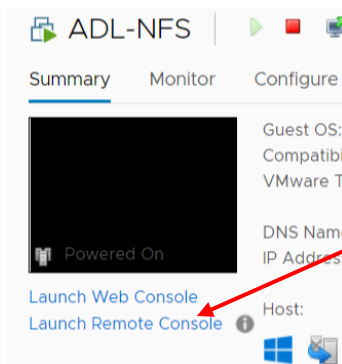 ADL-NFS
Summary Monitor Configure
Guest OS:
Compatibi
VMware T
Powered On
DNS Nam
IP Addres
Launch Web Console
Launch Remote Console
Host: